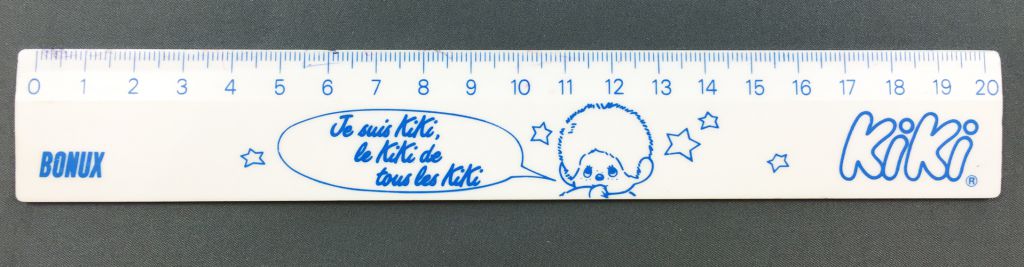 0 1 2 3 4 5 6 7 8 9 10 11 12 13 14 15 16 17 18 19 20
BONUX
Je suis KiKi,
le KiKi de
tous les KiKi
KiKi®